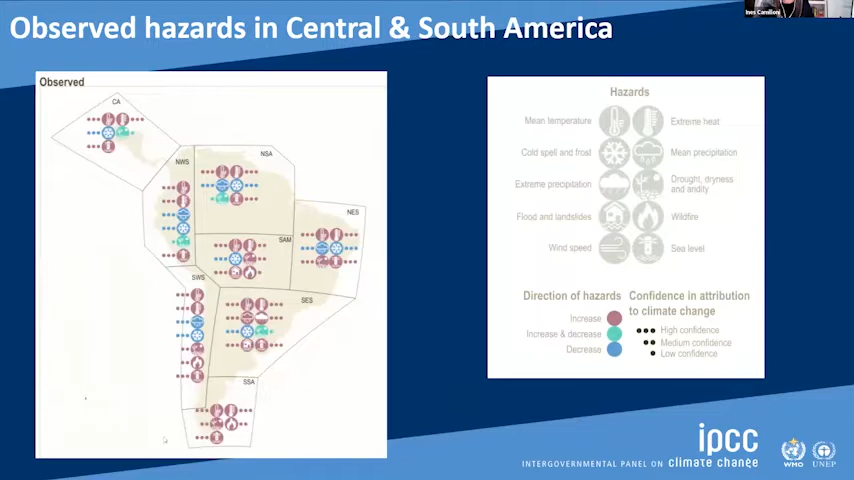 Ines Camilloni
Observed hazards in Central & South America
Observed
CA
NWS
NSA
NES
SAM
SWS
SES
SSA
Hazards
Mean temperature
Extreme heat
Cold spell and frost
Mean precipitation
Extreme precipitation
Drought, dryness
and aridity
Flood and landslides
Wildfire
Wind speed
Sea level
Direction of hazards
Increase
Increase & decrease
Decrease
Confidence in attribution
to climate change
High confidence
Medium confidence
Low confidence
ipcc
INTERGOVERNMENTAL PANEL ON climate change
WMO
UNEP